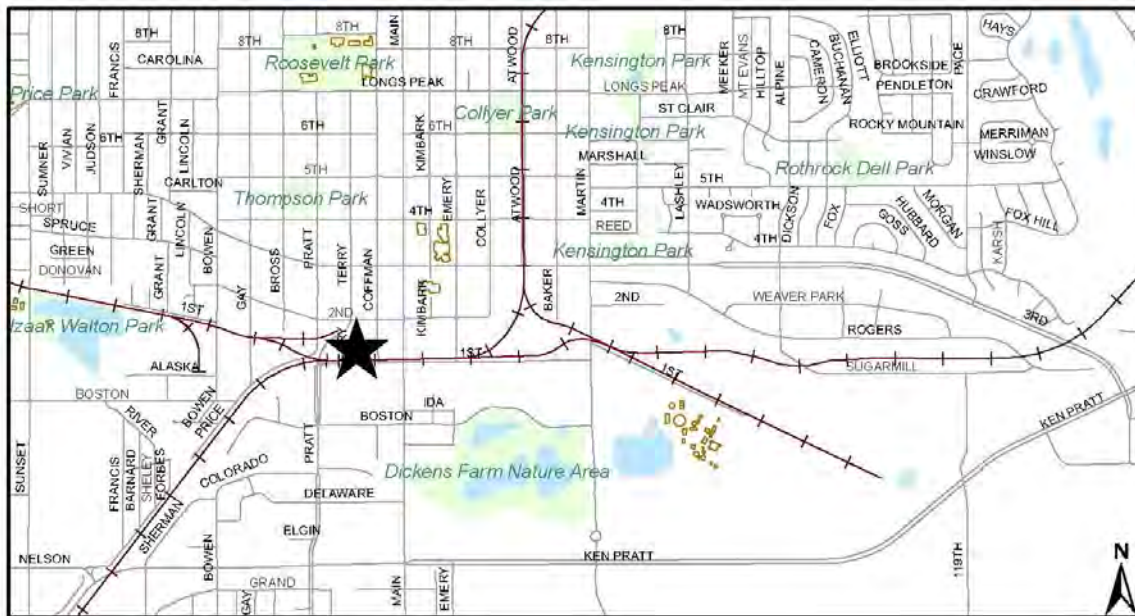 8TH
8TH
8TH
MAIN
8TH
ATWOOD
8TH
8TH
HAYS
CAROLINA
FRANCIS
Roosevelt Park
LONGS PEAK
Kensington Park
LONGS PEAK
MEEKER
MT EVANS
HILLTOP
ALPINE
CAMERON
BUCHANAN
ELLIOTT
BROOKSIDE
PACE
PENDLETON
CRAWFORD
Price Park
Collyer Park
ST CLAIR
ROCKY MOUNTAIN
6TH
GRANT
LINCOLN
6TH
KIMBARK
6TH
Kensington Park
MERRIMAN
WINSLOW
SUMNER
VIVIAN
JUDSON
SHERMAN
MARSHALL
Rothrock Dell Park
CARLTON
5TH
5TH
Thompson Park
SHORT
SPRUCE
GRANT
LINCOLN
BOWEN
4TH
EMERY
COLYER
ATWOOD
MARTIN
4TH
REED
LASHLEY
WADSWORTH
DICKSON
FOX
GOSS
HUBBARD
MORGAN
FOX HILL
GREEN
DONOVAN
BROSS
PRATT
TERRY
COFFMAN
Kensington Park
4TH
KARSH
GRANT
GAY
2ND
KIMBARK
BAKER
2ND
WEAVER PARK
3RD
1ST
Izaak Walton Park
ROGERS
1ST
1ST
SUGARMILL
ALASKA
BOSTON
BOWEN
PRICE
IDA
BOSTON
KEN PRATT
RIVER
SUNSET
FRANCIS
BARNARD
SHELEY
FORBES
COLORADO
PRATT
Dickens Farm Nature Area
DELAWARE
SHERMAN
ELGIN
NELSON
BOWEN
KEN PRATT
119TH
N
GRAND
GAY
MAIN
EMERY